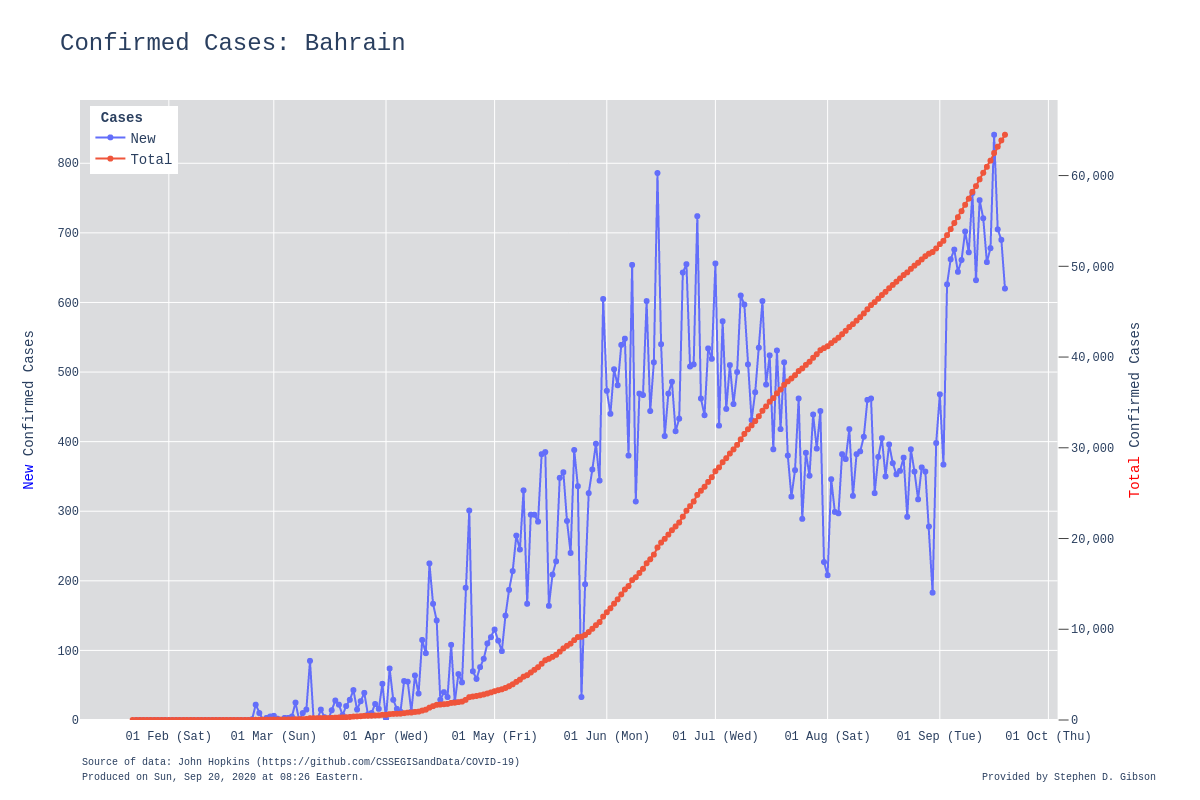 Confirmed Cases: Bahrain
Cases
New
Total
800
700
600
500
400
300
200
100
0
60,000
50,000
40,000
30,000
20,000
10,000
0
New Confirmed Cases
Total Confirmed Cases
01 Feb (Sat) 01 Mar (Sun) 01 Apr (Wed) 01 May (Fri) 01 Jun (Mon) 01 Jul (Wed) 01 Aug (Sat) 01 Sep (Tue) 01 Oct (Thu)
Source of data: John Hopkins (https://github.com/CSSEGISandData/COVID-19)
Produced on Sun, Sep 20, 2020 at 08:26 Eastern.
Provided by Stephen D. Gibson